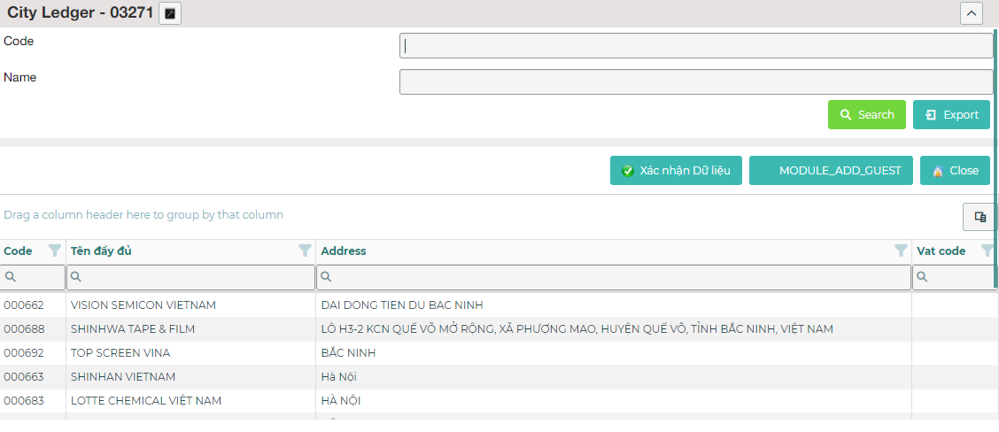 City Ledger - 03271
Code
Name
Search Export
Xác nhận Dữ liệu MODULE_ADD_GUEST Close
Drag a column header here to group by that column
Code Tên đầy đủ Address Vat code
000662 VISION SEMICON VIETNAM DAI DONG TIEN DU BAC NINH
000688 SHINHWA TAPE & FILM LÔ H3-2 KCN QUẾ VÕ MỞ RỘNG, XÃ PHƯỢNG MAO, HUYỆN QUẾ VÕ, TỈNH BẮC NINH, VIỆT NAM
000692 TOP SCREEN VINA BẮC NINH
000663 SHINHAN VIETNAM Hà Nội
000683 LOTTE CHEMICAL VIỆT NAM HÀ NỘI